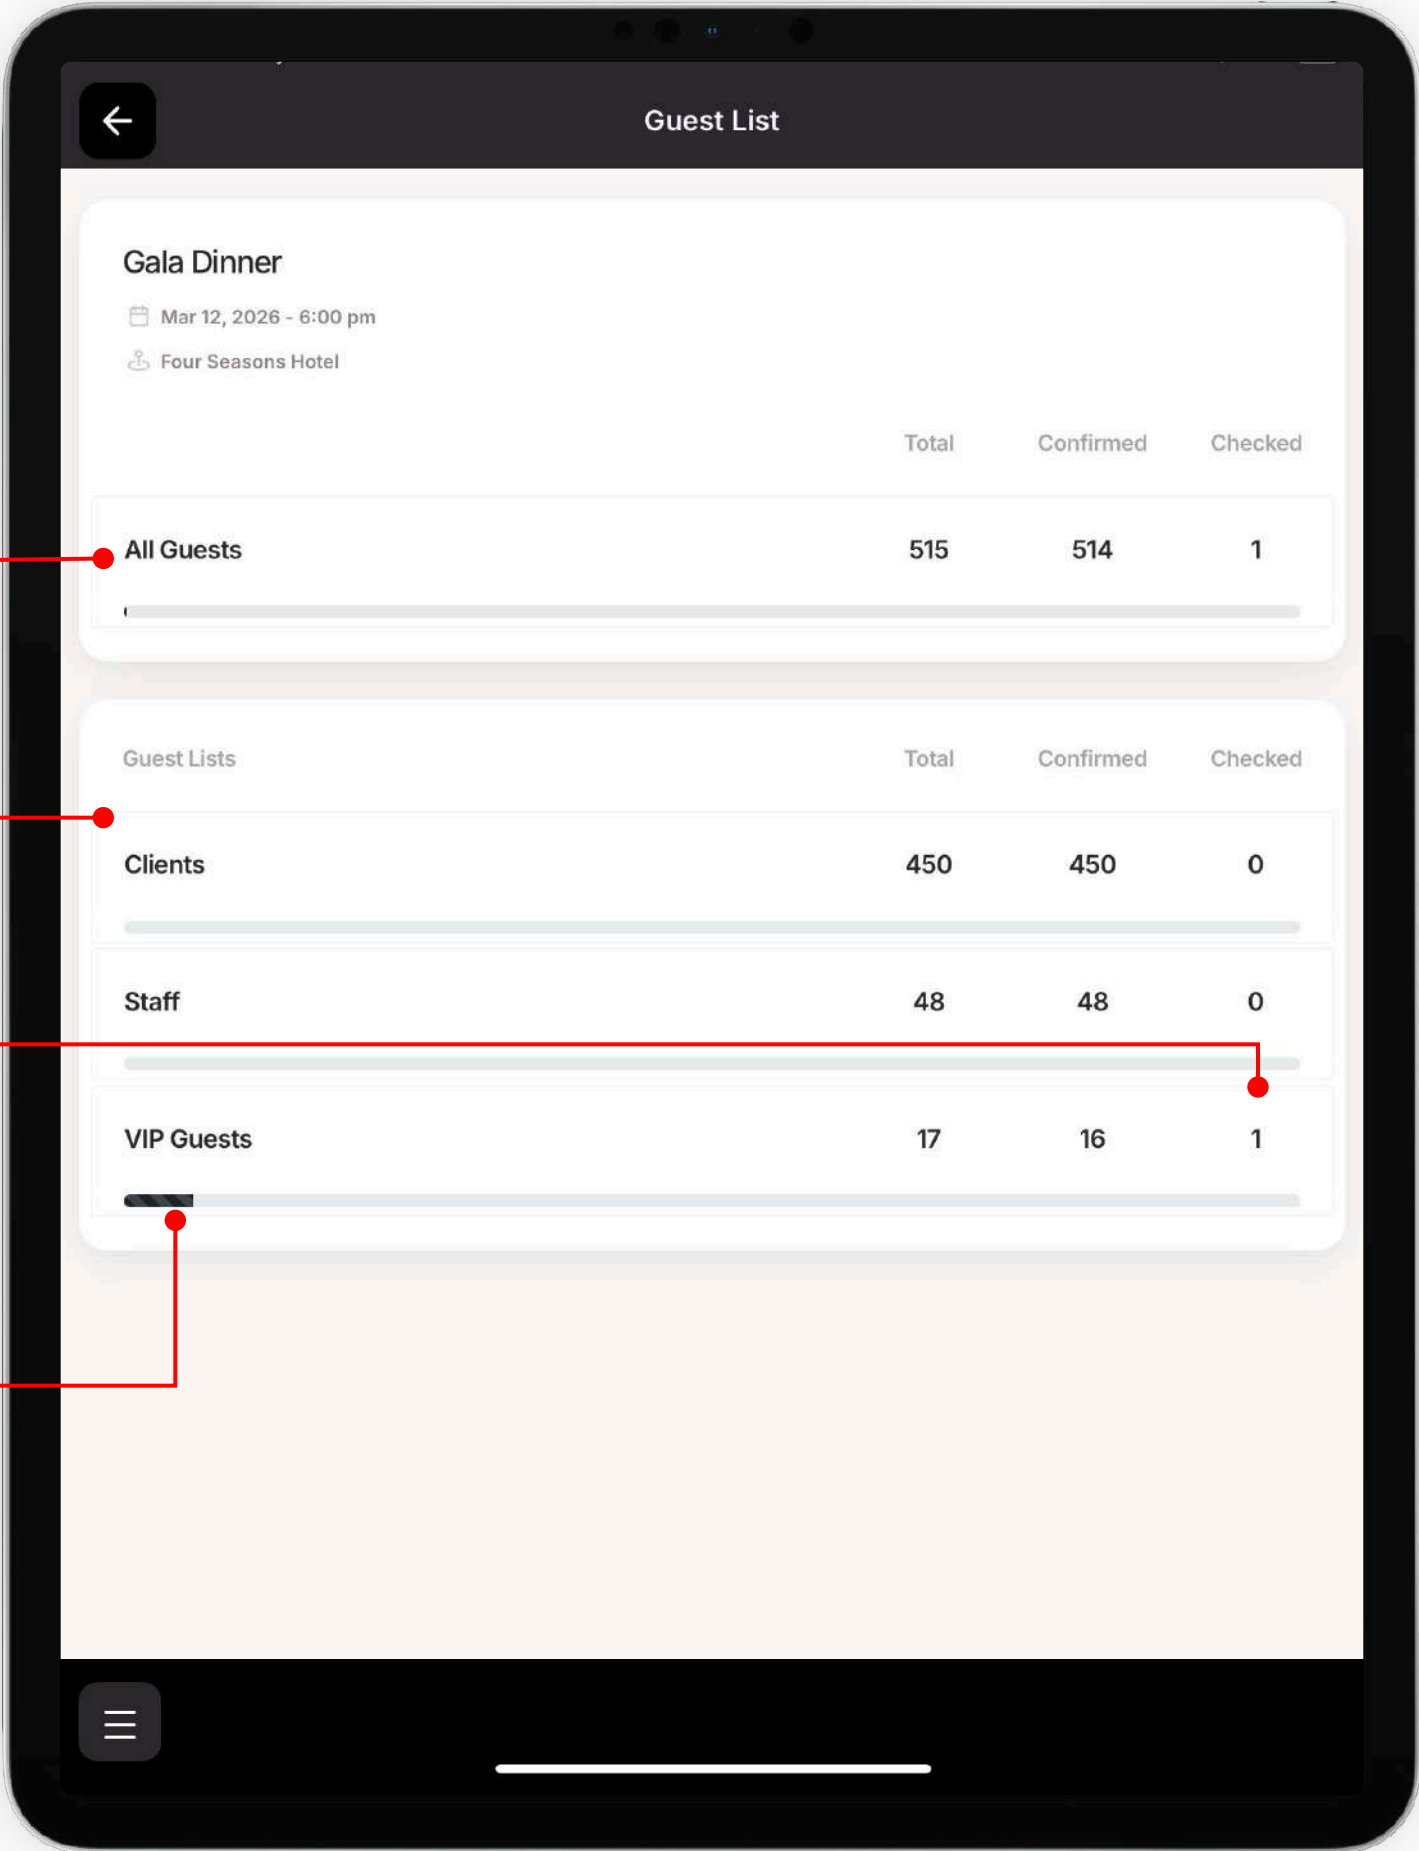 Guest List
Gala Dinner
Mar 12, 2026 - 6:00 pm
Four Seasons Hotel
Total Confirmed Checked
All Guests 515 514 1
Guest Lists Total Confirmed Checked
Clients 450 450 0
Staff 48 48 0
VIP Guests 17 16 1